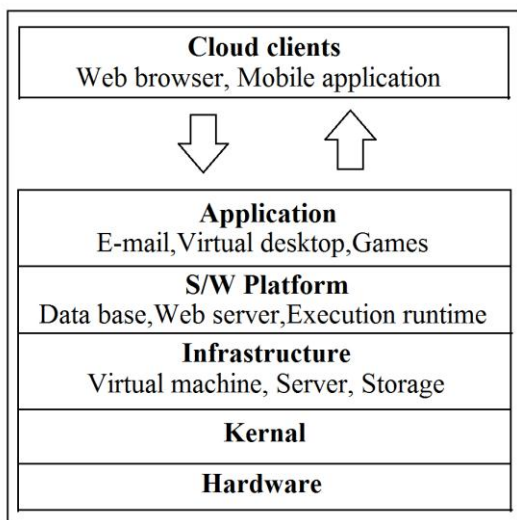 Cloud clients
Web browser, Mobile application
Application
E-mail,Virtual desktop,Games
S/W Platform
Data base,Web server,Execution runtime
Infrastructure
Virtual machine, Server, Storage
Kernal
Hardware